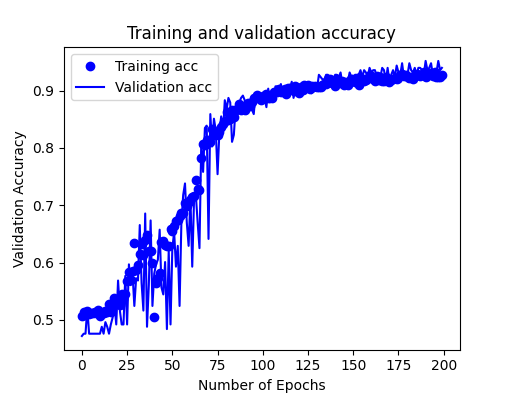 Training and validation accuracy
Training acc
Validation acc
Validation Accuracy
0.9
0.8
0.7
0.6
0.5
0 25 50 75 100 125 150 175 200
Number of Epochs